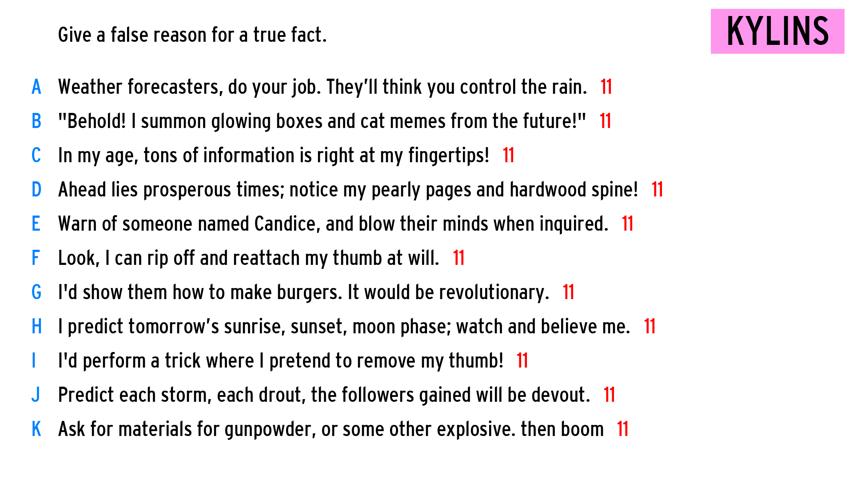 Give a false reason for a true fact.
KYLINS
A Weather forecasters, do your job. They'll think you control the rain. 11
B "Behold! I summon glowing boxes and cat memes from the future!" 11
C In my age, tons of information is right at my fingertips! 11
D Ahead lies prosperous times; notice my pearly pages and hardwood spine! 11
E Warn of someone named Candice, and blow their minds when inquired. 11
F Look, I can rip off and reattach my thumb at will. 11
G I'd show them how to make burgers. It would be revolutionary. 11
H I predict tomorrow's sunrise, sunset, moon phase; watch and believe me. 11
I I'd perform a trick where I pretend to remove my thumb! 11
J Predict each storm, each drout, the followers gained will be devout. 11
K Ask for materials for gunpowder, or some other explosive. then boom 11